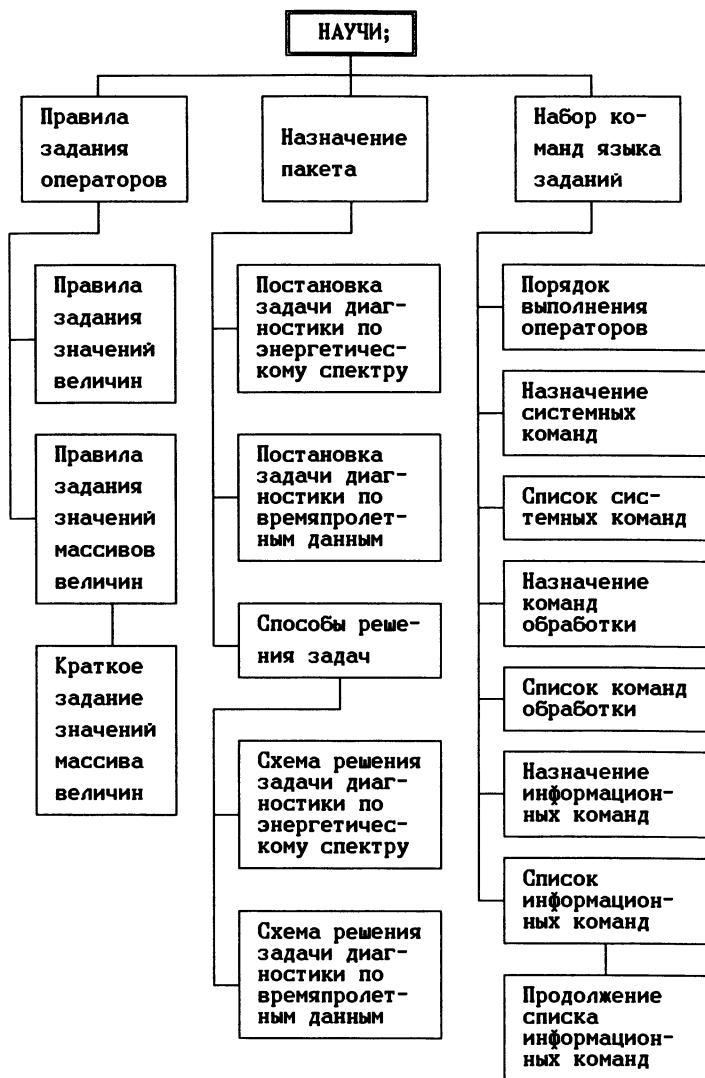 НАУЧИ;
Правила
задания
операторов
Назначение
пакета
Набор ко-
манд языка
заданий
Правила
задания
значений
величин
Правила
задания
значений
массивов
величин
Краткое
задание
значений
массива
величин
Постановка
задачи диаг-
ностики по
энергетичес-
кому спектру
Постановка
задачи диаг-
ностики по
времяпролет-
ным данным
Способы реше-
ния задач
Схема решения
задачи диаг-
ностики по
энергетичес-
кому спектру
Схема решения
задачи диаг-
ностики по
времяпролет-
ным данным
Порядок
выполнения
операторов
Назначение
системных
команд
Список сис-
темных команд
Назначение
команд
обработки
Список команд
обработки
Назначение
информацион-
ных команд
Список
информацион-
ных команд
Продолжение
списка
информацион-
ных команд